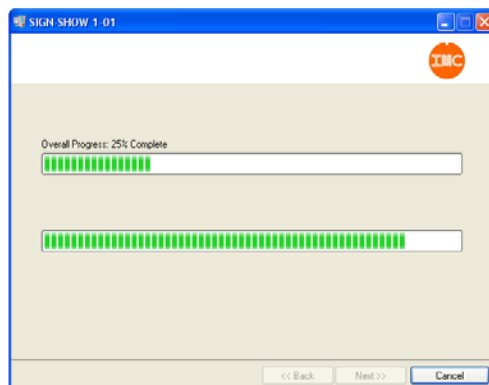 SIGN-SHOW 1-01
IMC
Overall Progress: 25% Complete
<< Back
Next >>
Cancel